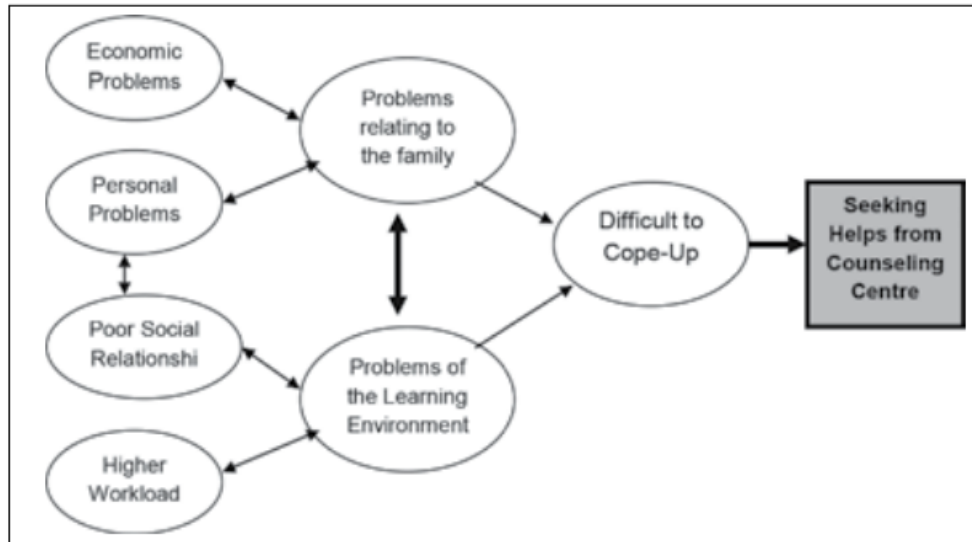 Economic
Problems
Problems
relating to
the family
Personal
Problems
Difficult to
Cope-Up
Seeking
Helps from
Counseling
Centre
Poor Social
Relationshi
Problems of
the Learning
Environment
Higher
Workload